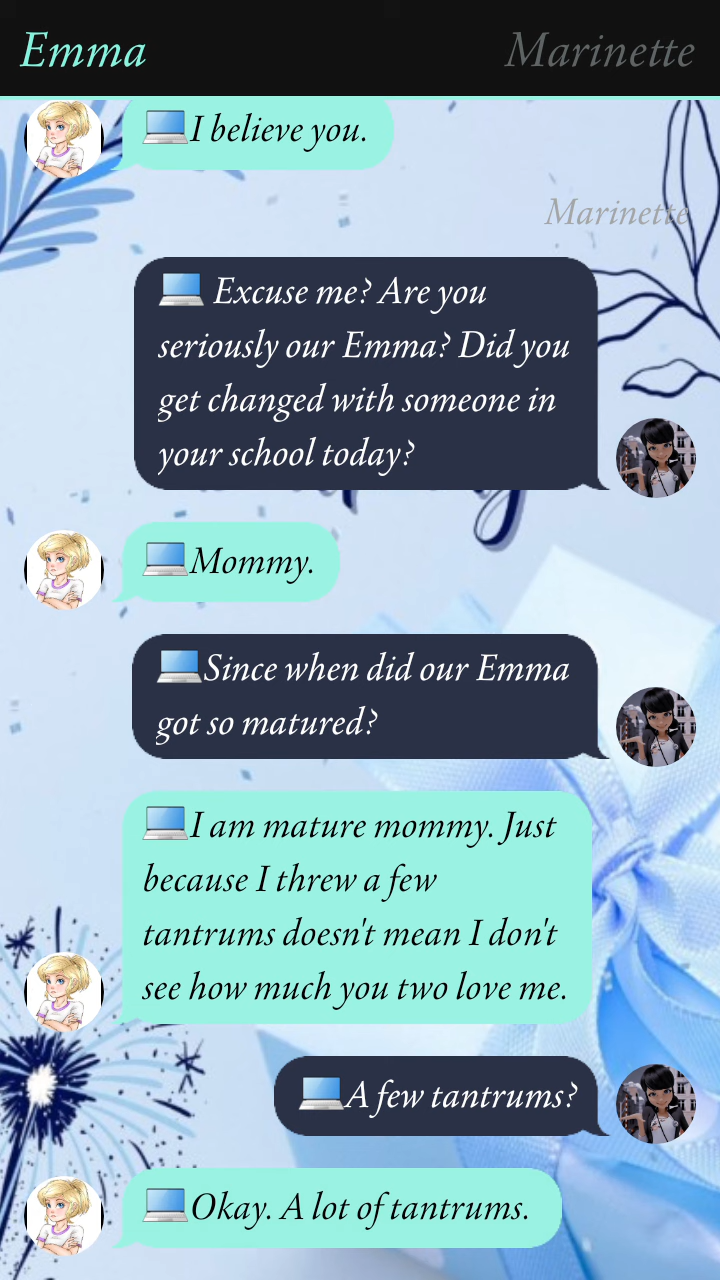 Emma Marinette
💻I believe you.
Marinette
💻 Excuse me? Are you
seriously our Emma? Did you
get changed with someone in
your school today?
💻Mommy.
💻Since when did our Emma
got so matured?
💻I am mature mommy. Just
because I threw a few
tantrums doesn't mean I don't
see how much you two love me.
💻A few tantrums?
💻Okay. A lot of tantrums.